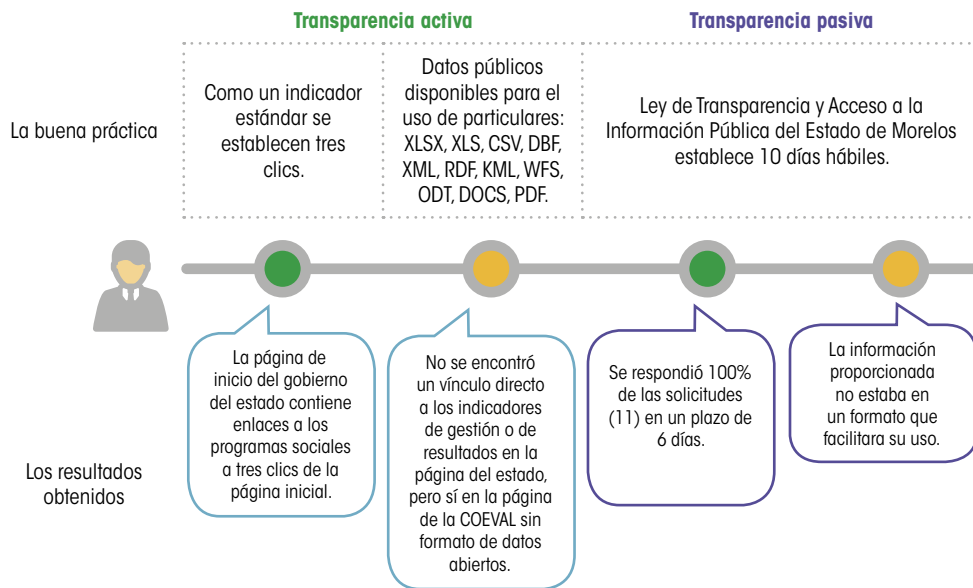 Transparencia activa
Transparencia pasiva
La buena práctica
Como un indicador
estándar se
establecen tres
clics.
Datos públicos
disponibles para el
uso de particulares:
XLSX, XLS, CSV, DBF,
XML, RDF, KML, WFS,
ODT, DOCS, PDF.
Ley de Transparencia y Acceso a la
Información Pública del Estado de Morelos
establece 10 días hábiles.
Los resultados
obtenidos
La página de
inicio del gobierno
del estado contiene
enlaces a los
programas sociales
a tres clics de la
página inicial.
No se encontró
un vínculo directo
a los indicadores
de gestión o de
resultados en la
página del estado,
pero sí en la página
de la COEVAL sin
formato de datos
abiertos.
Se respondió 100%
de las solicitudes
(11) en un plazo de
6 días.
La información
proporcionada
no estaba en
un formato que
facilitara su uso.